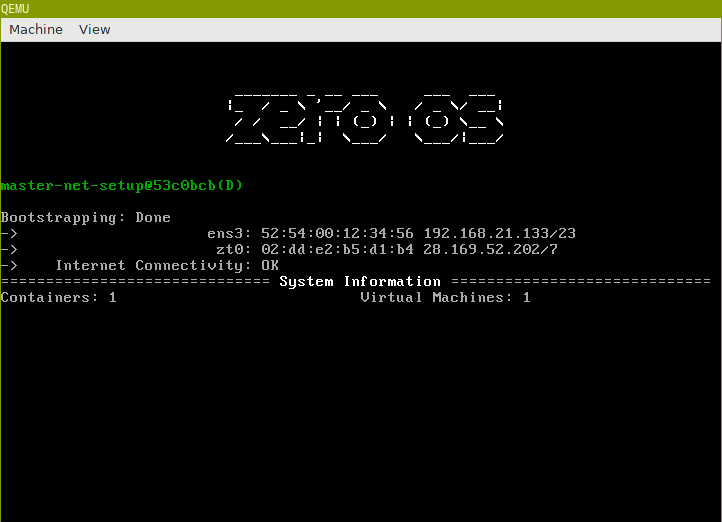 QEMU
Machine View
zero os
master-net-setup@53c0bcb(D)
Bootstrapping: Done
-> ens3: 52:54:00:12:34:56 192.168.21.133/23
-> zt0: 02:dd:e2:b5:d1:b4 28.169.52.202/7
-> Internet Connectivity: OK
============================== System Information =============================
Containers: 1 Virtual Machines: 1